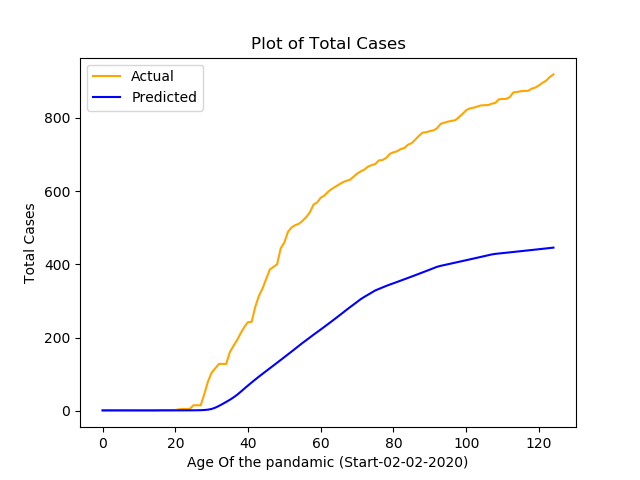 Plot of Total Cases
Actual
Predicted
800
600
400
200
0
Total Cases
0 20 40 60 80 100 120
Age Of the pandamic (Start-02-02-2020)